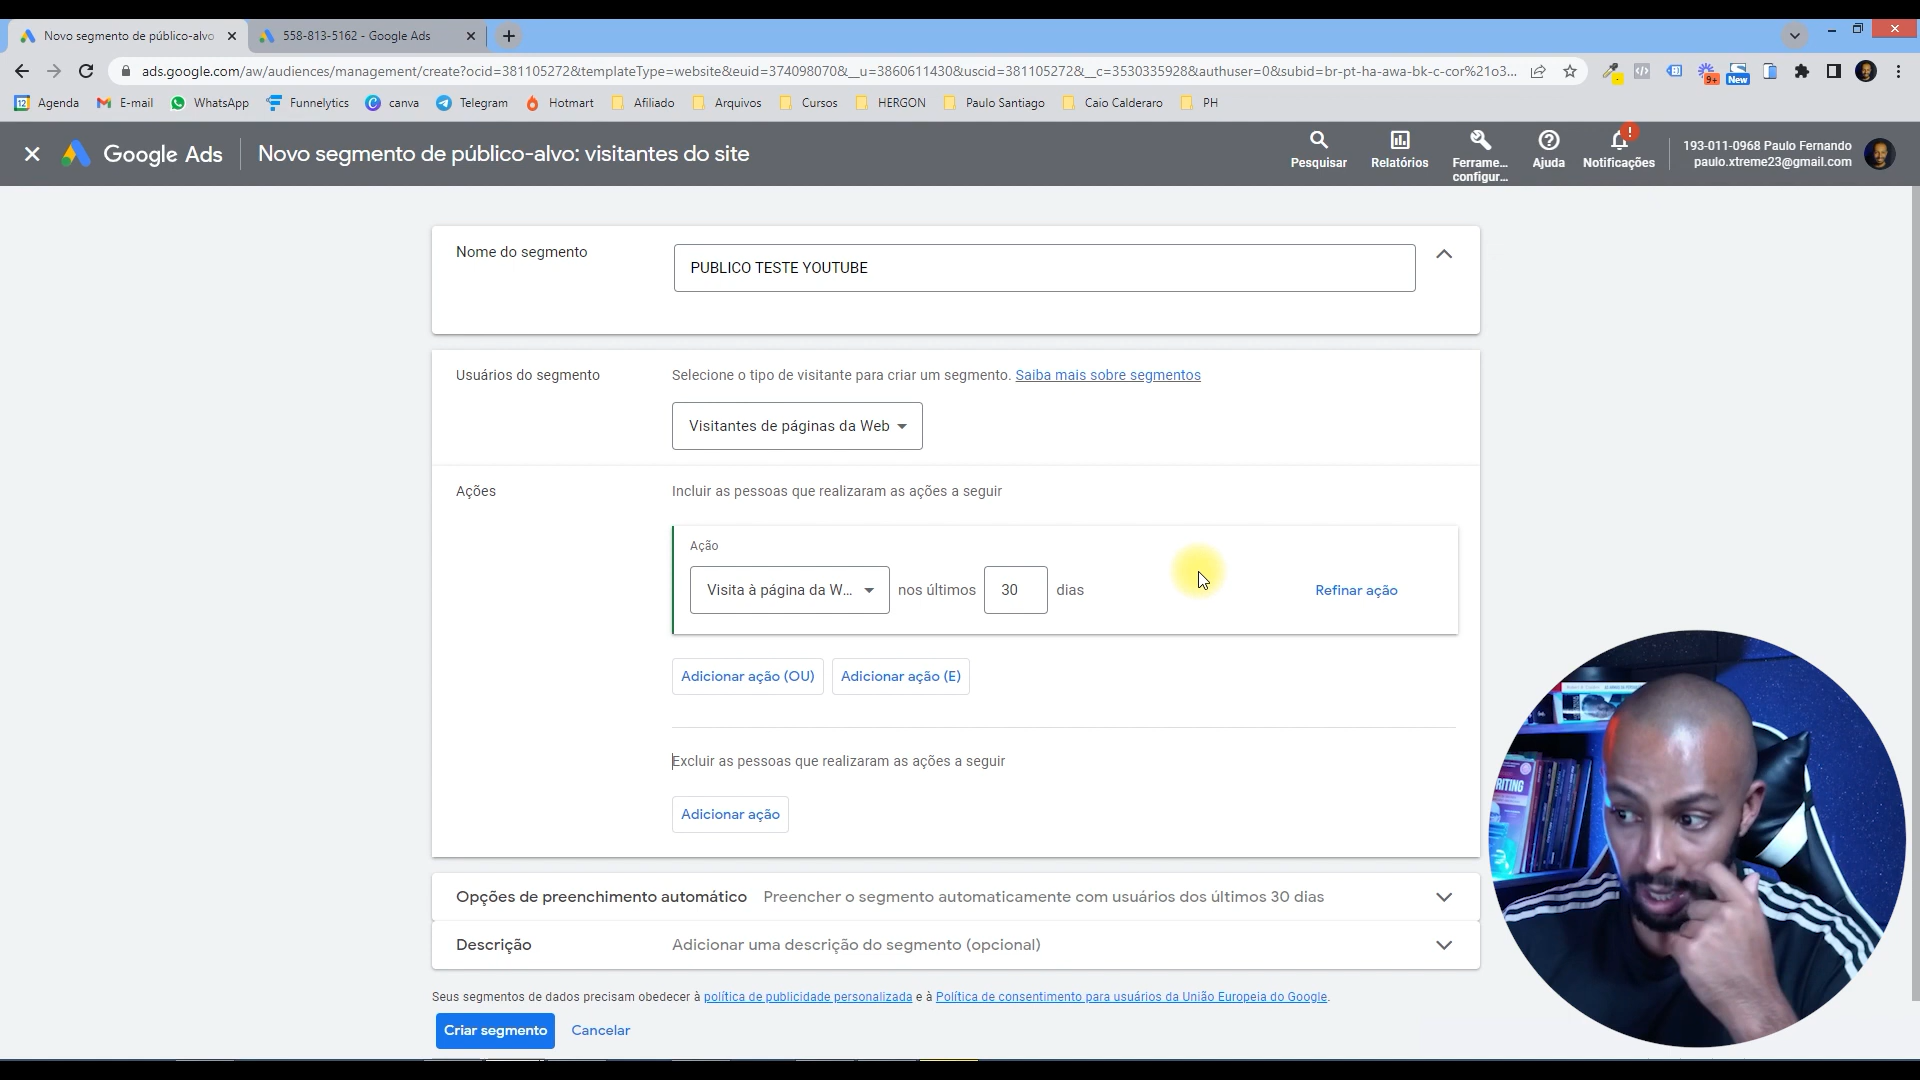 Novo segmento de público-alvo
558-813-5162 - Google Ads
ads.google.com/aw/audiences/management/create?ocid=381105272&templateType=website&euid=374098070&__u=3860611430&uscid=381105272&__c=3530335928&authuser=0&subid=br-pt-ha-awa-bk-c-cor%21o3...
9+
New
12 Agenda
E-mail
WhatsApp
Funnelytics
canva
Telegram
Hotmart
Afiliado
Arquivos
Cursos
HERGON
Paulo Santiago
Caio Calderaro
PH
Google Ads
Novo segmento de público-alvo: visitantes do site
Pesquisar
Relatórios
Ferrame...
configur...
Ajuda
!
Notificações
193-011-0968 Paulo Fernando
paulo.xtreme23@gmail.com
Nome do segmento
PUBLICO TESTE YOUTUBE
Usuários do segmento
Selecione o tipo de visitante para criar um segmento. Saiba mais sobre segmentos
Visitantes de páginas da Web
Ações
Incluir as pessoas que realizaram as ações a seguir
Ação
Visita à página da W... nos últimos 30 dias
Refinar ação
Adicionar ação (OU)
Adicionar ação (E)
Excluir as pessoas que realizaram as ações a seguir
Adicionar ação
Opções de preenchimento automático Preencher o segmento automaticamente com usuários dos últimos 30 dias
Descrição Adicionar uma descrição do segmento (opcional)
Seus segmentos de dados precisam obedecer à política de publicidade personalizada e à Política de consentimento para usuários da União Europeia do Google.
Criar segmento
Cancelar